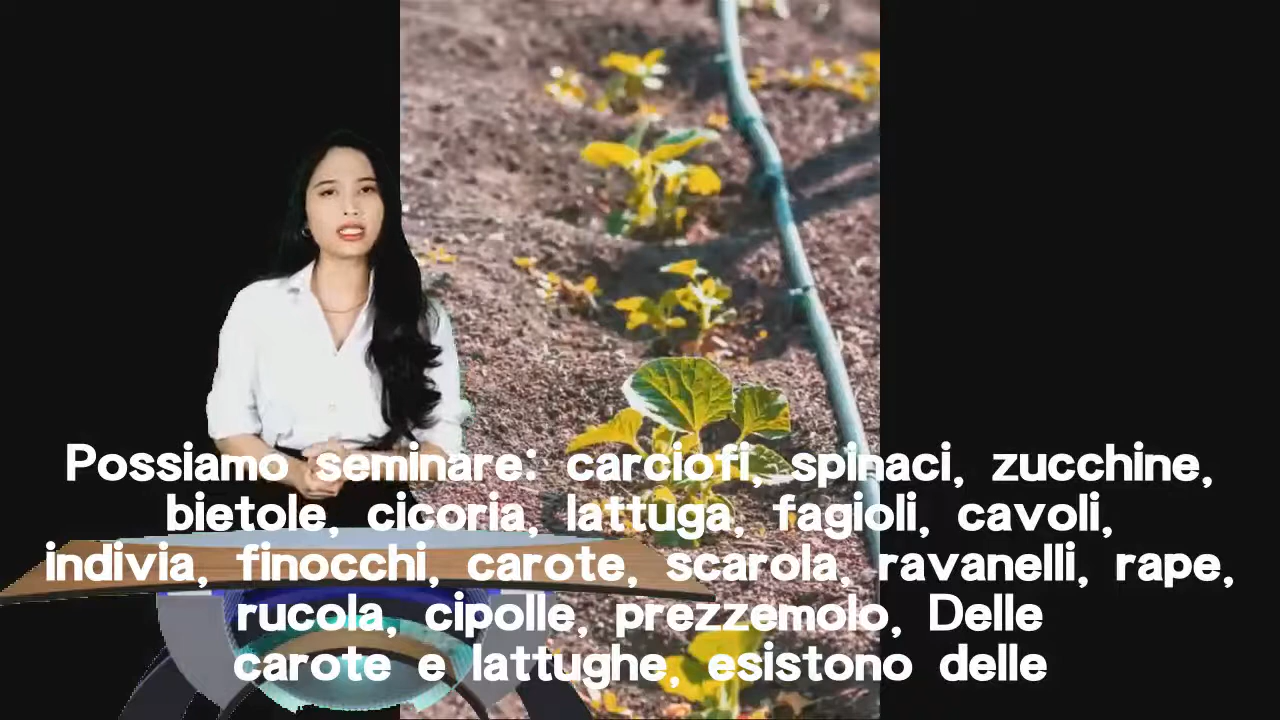 Possiamo seminare: carciofi, spinaci, zucchine,
bietole, cicoria, lattuga, fagioli, cavoli,
indivia, finocchi, carote, scarola, ravanelli, rape,
rucola, cipolle, prezzemolo, Delle
carote e lattughe, esistono delle